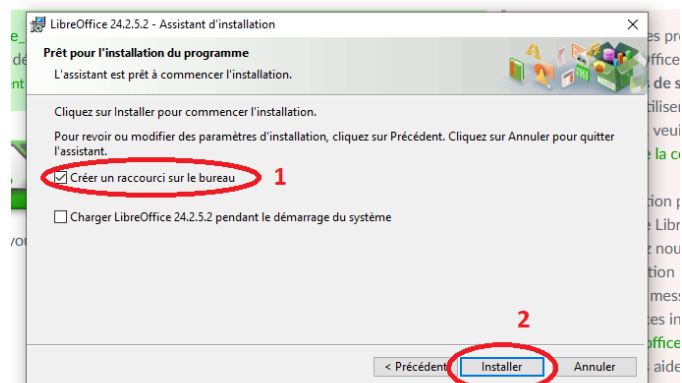 LibreOffice 24.2.5.2 - Assistant d'installation
Prêt pour l'installation du programme
L'assistant est prêt à commencer l'installation.
Cliquez sur Installer pour commencer l'installation.
Pour revoir ou modifier des paramètres d'installation, cliquez sur Précédent. Cliquez sur Annuler pour quitter
l'assistant.
Créer un raccourci sur le bureau 1
Charger LibreOffice 24.2.5.2 pendant le démarrage du système
2
< Précédent Installer Annuler